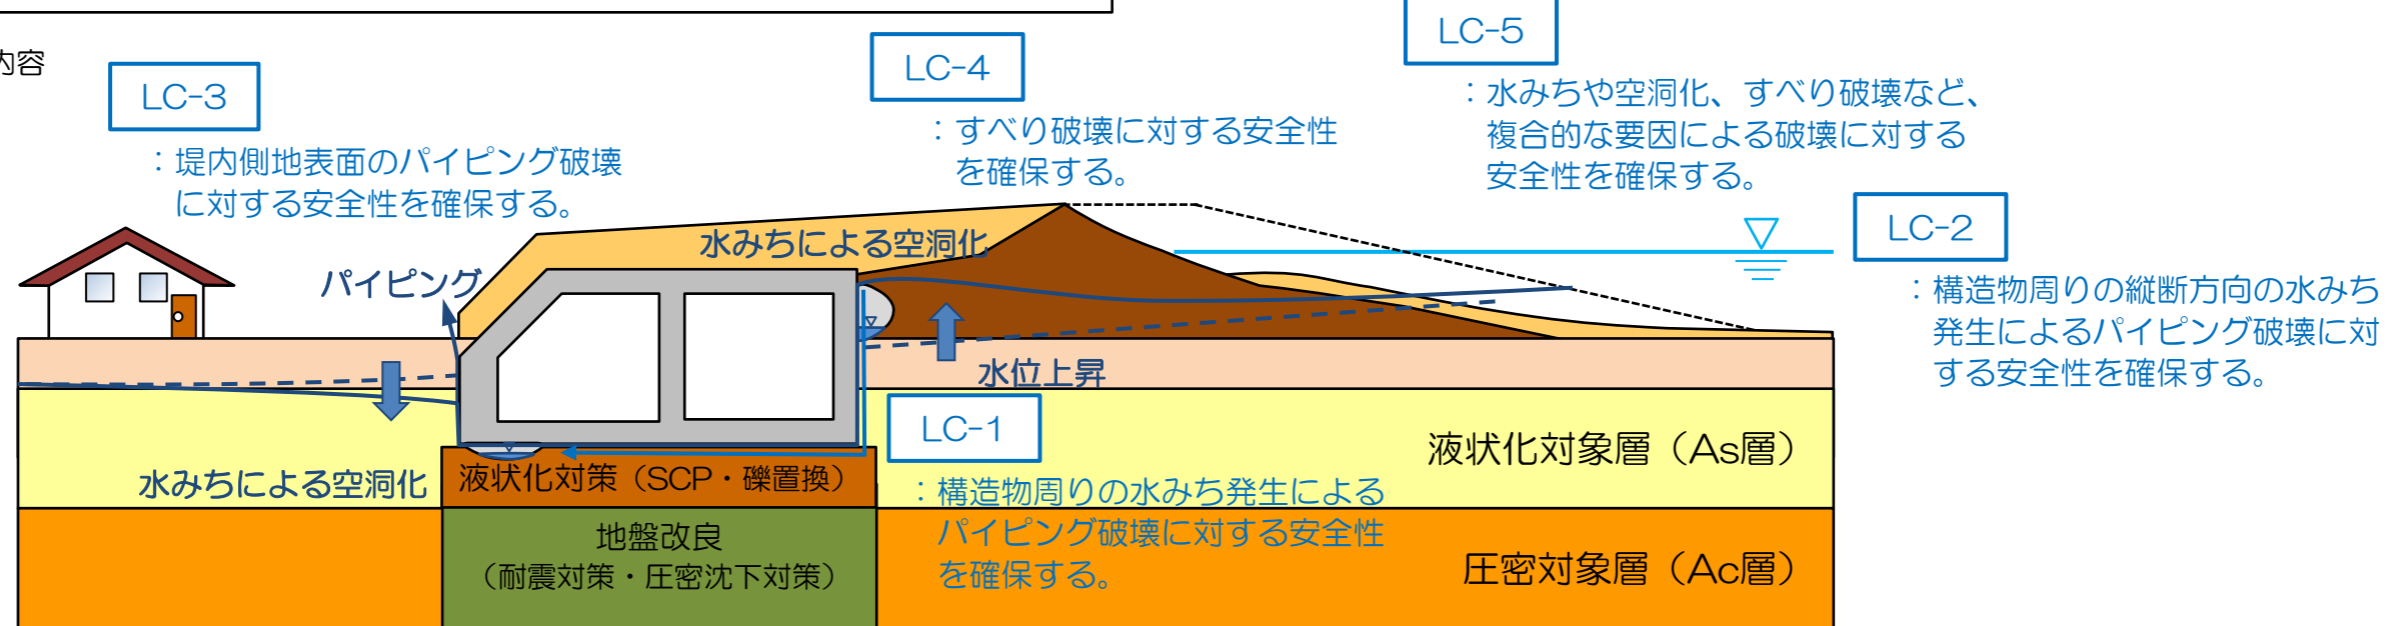 内容
LC-3
：堤内側地表面のパイピング破壊
に対する安全性を確保する。
LC-4
：すべり破壊に対する安全性
を確保する。
LC-5
：水みちや空洞化、すべり破壊など、
複合的な要因による破壊に対する
安全性を確保する。
LC-2
：構造物周りの縦断方向の水みち
発生によるパイピング破壊に対
する安全性を確保する。
水みちによる空洞化
パイピング
水位上昇
LC-1
：構造物周りの水みち発生による
パイピング破壊に対する安全性
を確保する。
水みちによる空洞化
液状化対策（SCP・礫置換）
地盤改良
（耐震対策・圧密沈下対策）
液状化対象層（As層）
圧密対象層（Ac層）